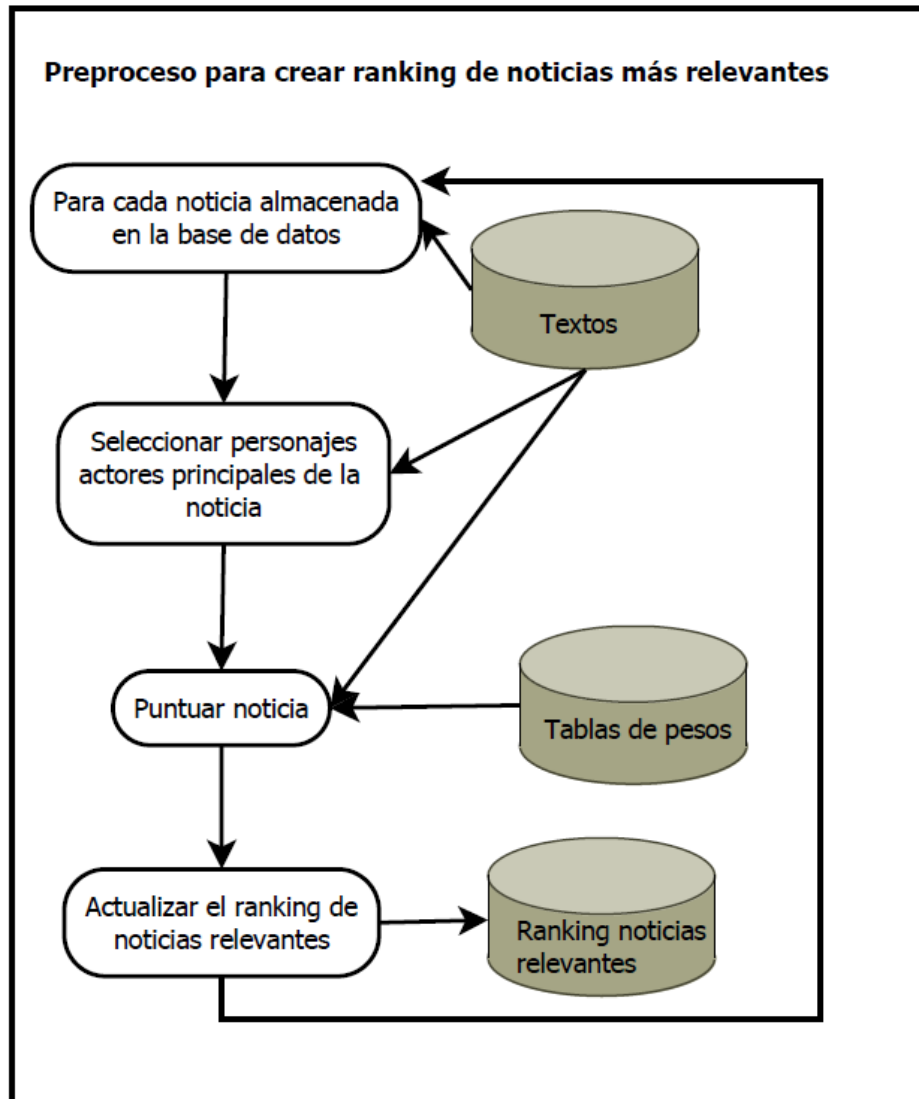 Preproceso para crear ranking de noticias más relevantes
Para cada noticia almacenada
en la base de datos
Textos
Seleccionar personajes
actores principales de la
noticia
Puntuar noticia
Tablas de pesos
Actualizar el ranking de
noticias relevantes
Ranking noticias
relevantes